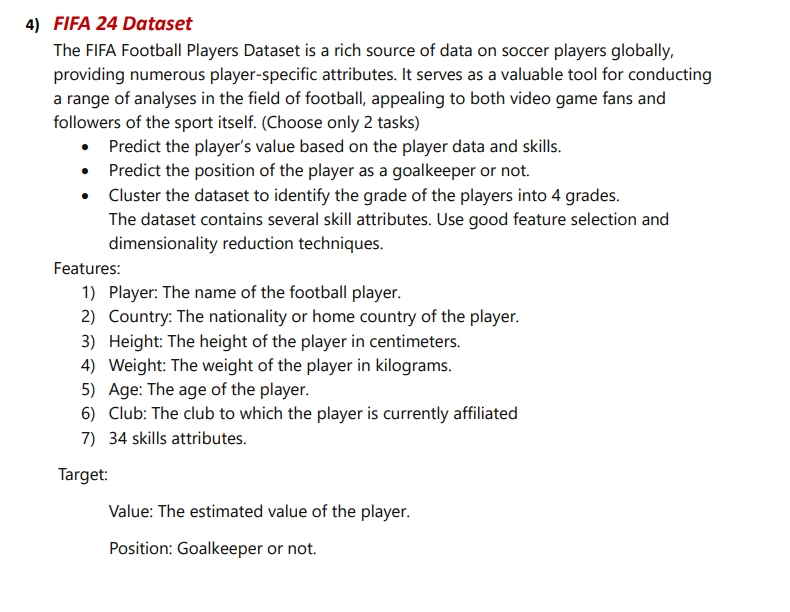 4) FIFA 24 Dataset
The FIFA Football Players Dataset is a rich source of data on soccer players globally,
providing numerous player-specific attributes. It serves as a valuable tool for conducting
a range of analyses in the field of football, appealing to both video game fans and
followers of the sport itself. (Choose only 2 tasks)
• Predict the player's value based on the player data and skills.
• Predict the position of the player as a goalkeeper or not.
• Cluster the dataset to identify the grade of the players into 4 grades.
The dataset contains several skill attributes. Use good feature selection and
dimensionality reduction techniques.
Features:
1) Player: The name of the football player.
2) Country: The nationality or home country of the player.
3) Height: The height of the player in centimeters.
4) Weight: The weight of the player in kilograms.
5) Age: The age of the player.
6) Club: The club to which the player is currently affiliated
7) 34 skills attributes.
Target:
Value: The estimated value of the player.
Position: Goalkeeper or not.